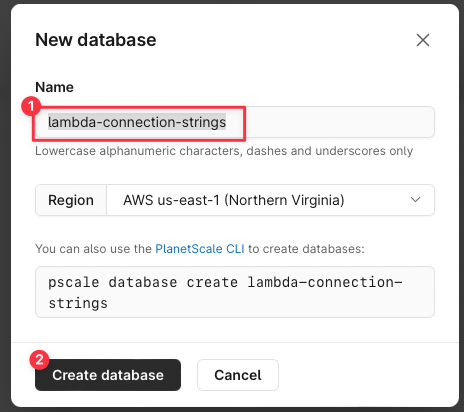 New database
Name
1
lambda-connection-strings
Lowercase alphanumeric characters, dashes and underscores only
Region AWS us-east-1 (Northern Virginia)
You can also use the PlanetScale CLI to create databases:
pscale database create lambda-connection-
strings
2
Create database Cancel